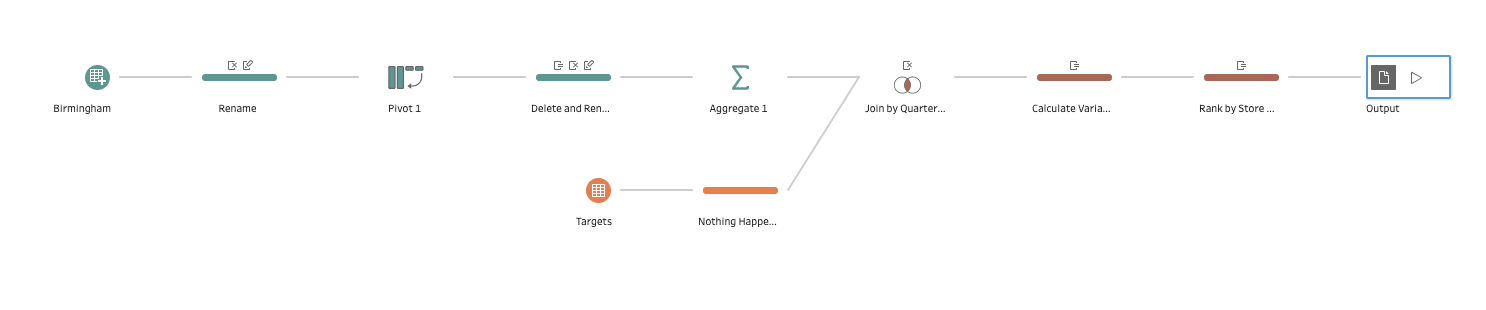 Birmingham
Rename
Pivot 1
Delete and Ren...
Aggregate 1
Join by Quarter...
Calculate Varia...
Rank by Store ...
Output
Targets
Nothing Happe...